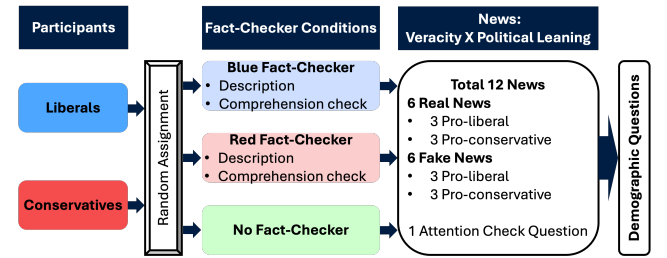 Participants
Fact-Checker Conditions
News:
Veracity X Political Leaning
Liberals
Conservatives
Random Assignment
Blue Fact-Checker
• Description
• Comprehension check
Red Fact-Checker
• Description
• Comprehension check
No Fact-Checker
Total 12 News
6 Real News
• 3 Pro-liberal
• 3 Pro-conservative
6 Fake News
• 3 Pro-liberal
• 3 Pro-conservative
1 Attention Check Question
Demographic Questions